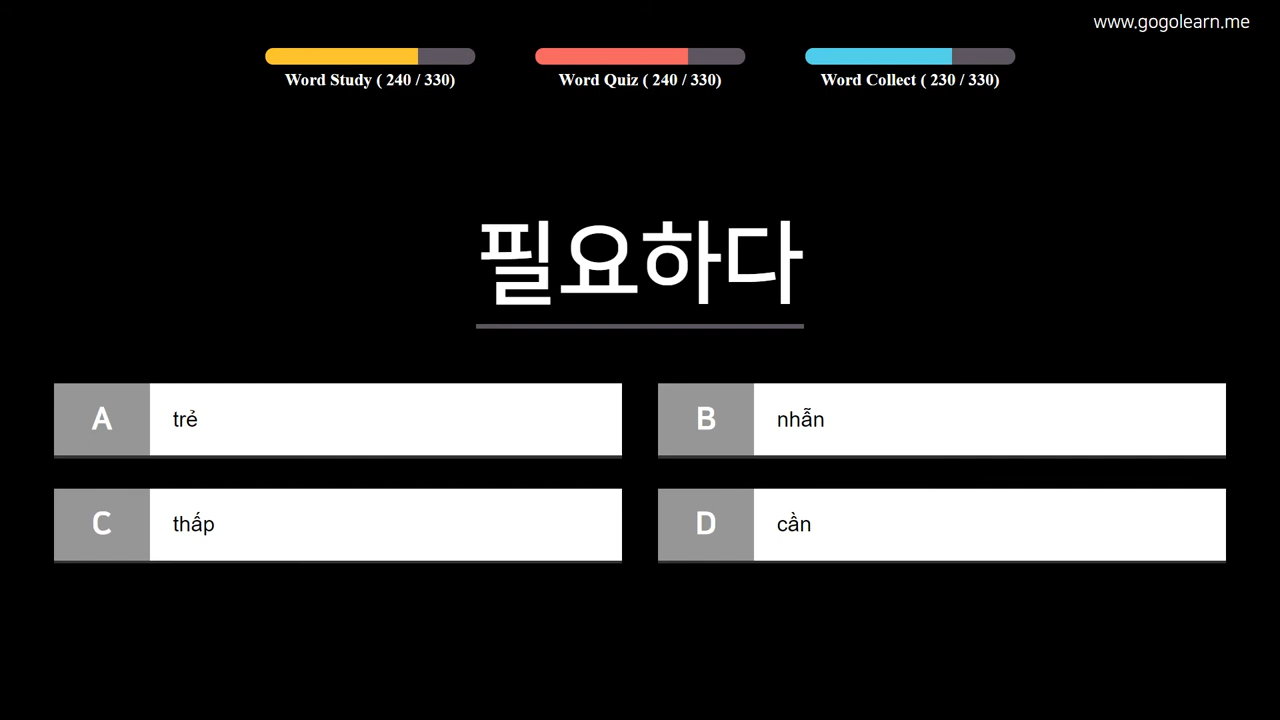 www.gogolearn.me
Word Study ( 240 / 330)
Word Quiz ( 240 / 330)
Word Collect ( 230 / 330)
필요하다
A trẻ
B nhẫn
C thấp
D cần